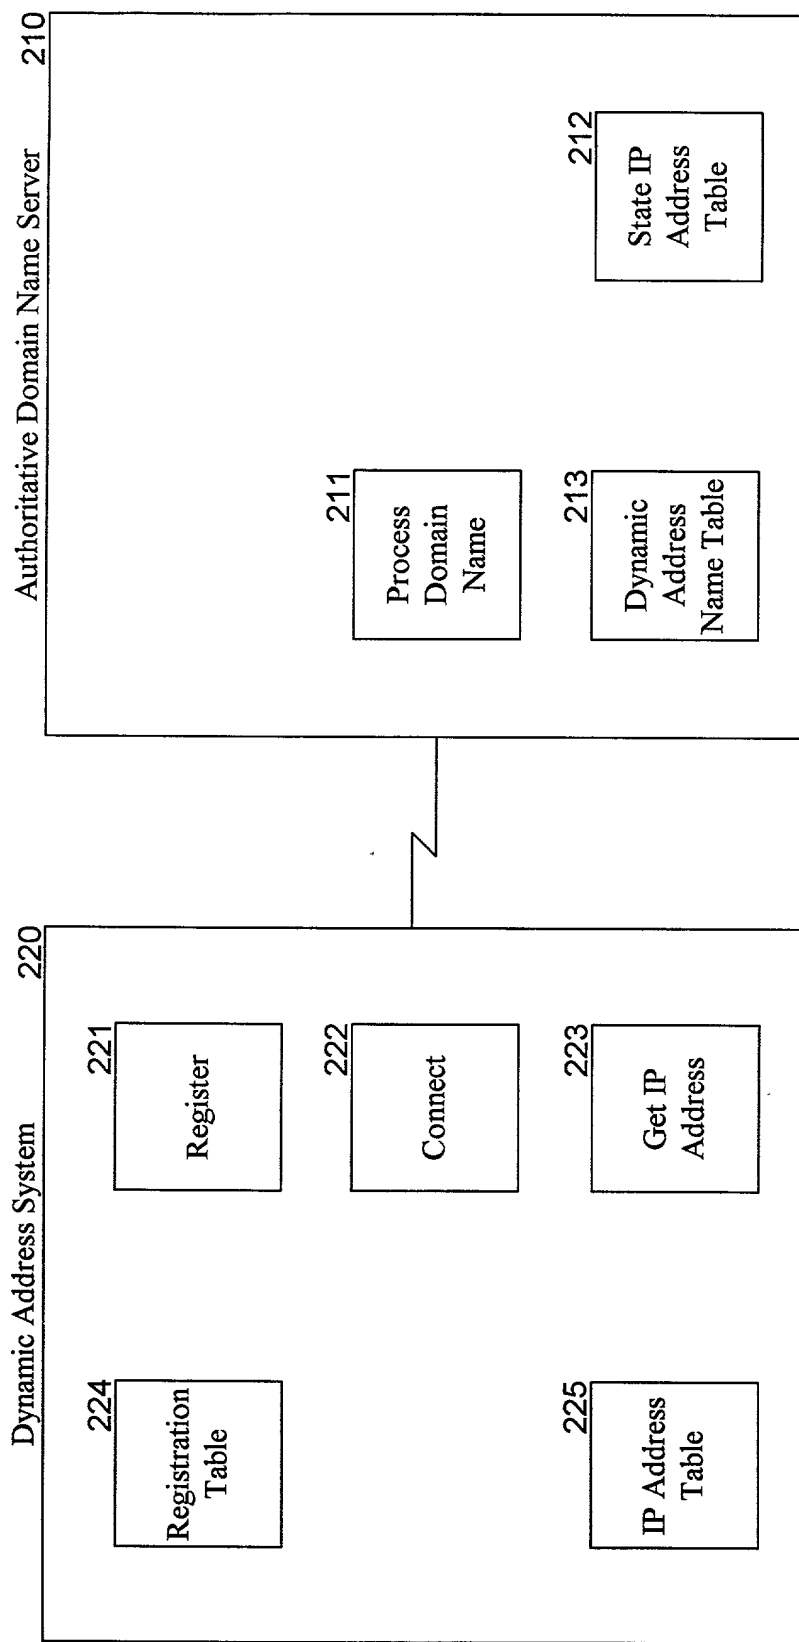 Dynamic Address System
220
224
Registration
Table
221
Register
222
Connect
225
IP Address
Table
223
Get IP
Address
Authoritative Domain Name Server
210
211
Process
Domain
Name
213
Dynamic
Address
Name Table
212
State IP
Address
Table